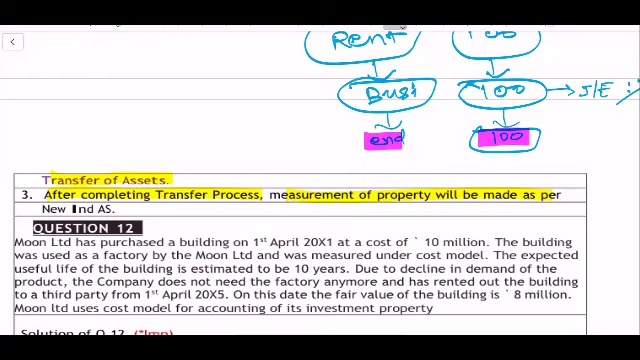 Rent 100
Bust 100 → J/E
end 100
Transfer of Assets.
3. After completing Transfer Process, measurement of property will be made as per
New Ind AS.
QUESTION 12
Moon Ltd has purchased a building on 1st April 20X1 at a cost of ` 10 million. The building
was used as a factory by the Moon Ltd and was measured under cost model. The expected
useful life of the building is estimated to be 10 years. Due to decline in demand of the
product, the Company does not need the factory anymore and has rented out the building
to a third party from 1st April 20X5. On this date the fair value of the building is ` 8 million.
Moon Ltd uses cost model for accounting of its investment property
Solution of Q.12 (*Imp)